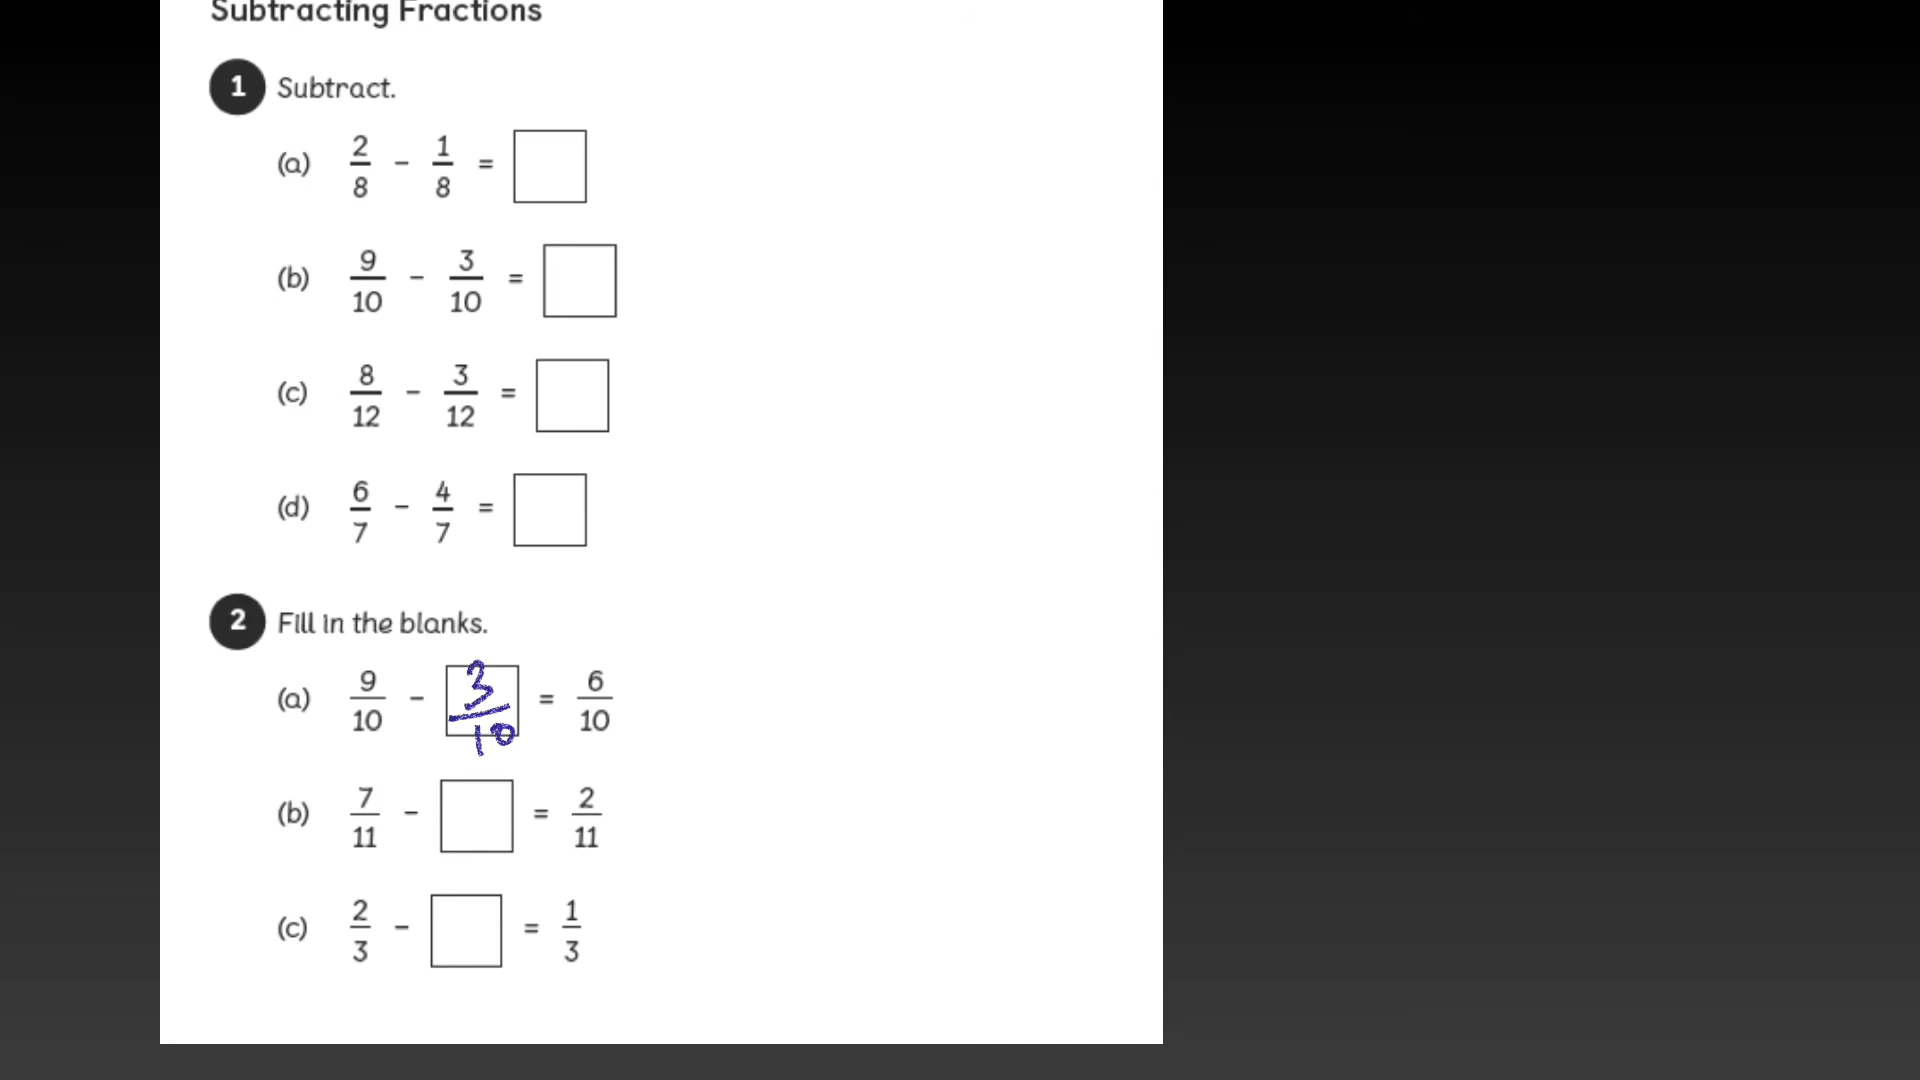 Subtracting Fractions
1 Subtract.
(a) 2/8 - 1/8 =
(b) 9/10 - 3/10 =
(c) 8/12 - 3/12 =
(d) 6/7 - 4/7 =
2 Fill in the blanks.
(a) 9/10 - 3/10 = 6/10
(b) 7/11 - = 2/11
(c) 2/3 - = 1/3